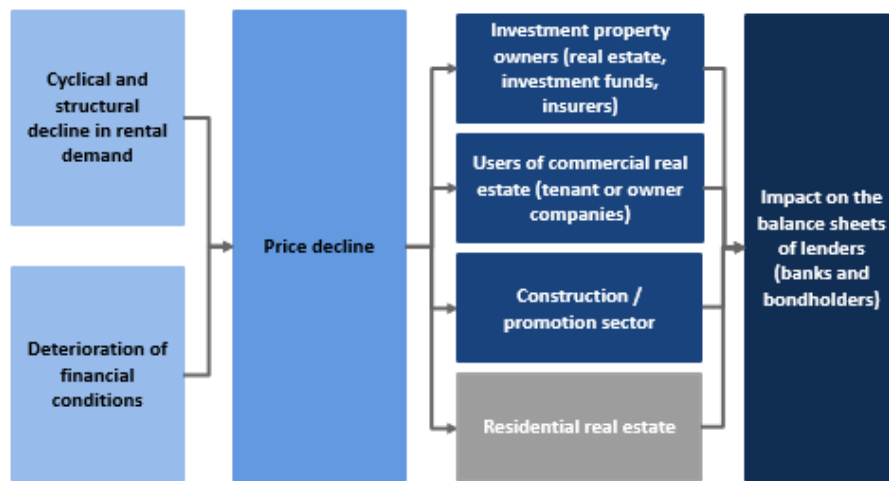 Cyclical and
structural
decline in rental
demand
Deterioration of
financial
conditions
Price decline
Investment property
owners (real estate,
investment funds,
insurers)
Users of commercial real
estate (tenant or owner
companies)
Construction /
promotion sector
Residential real estate
Impact on the
balance sheets
of lenders
(banks and
bondholders)